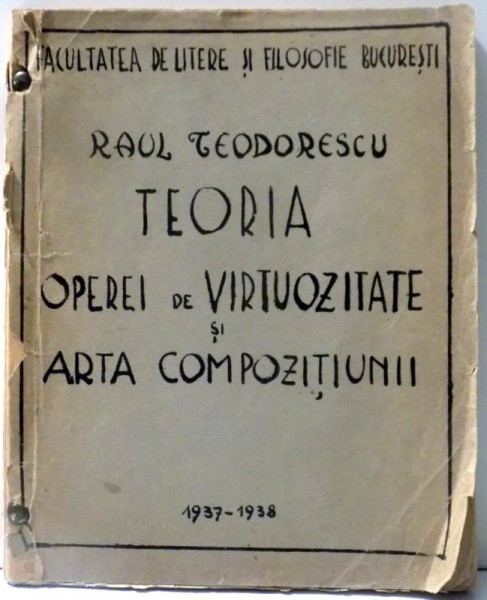 FACULTATEA DE LITERE ȘI FILOSOFIE BUCUREȘTI
RAUL TEODORESCU
TEORIA
OPEREI DE VIRTUOZITATE
ȘI
ARTA COMPOZIȚIUNII
1937-1938